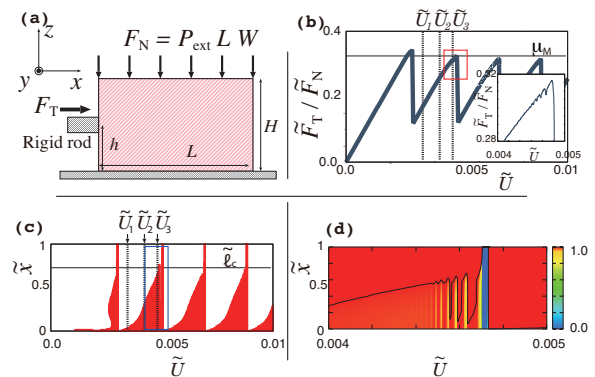 (a)
z
y
x
F_N = P_ext L W
F_T
Rigid rod
h
L
H
(b)
Ũ_1 Ũ_2 Ũ_3
μ_M
F̃_T / F̃_N
0.4
0.2
0.0
0
0.005
0.01
Ũ
F̃_T / F̃_N
0.32
0.28
0.004
0.005
Ũ
(c)
Ũ_1 Ũ_2 Ũ_3
ℓ̃_c
x̃
1
0.5
0
0
0.005
0.01
Ũ
(d)
x̃
1
0.5
0
0.004
0.005
Ũ
1.0
0.0